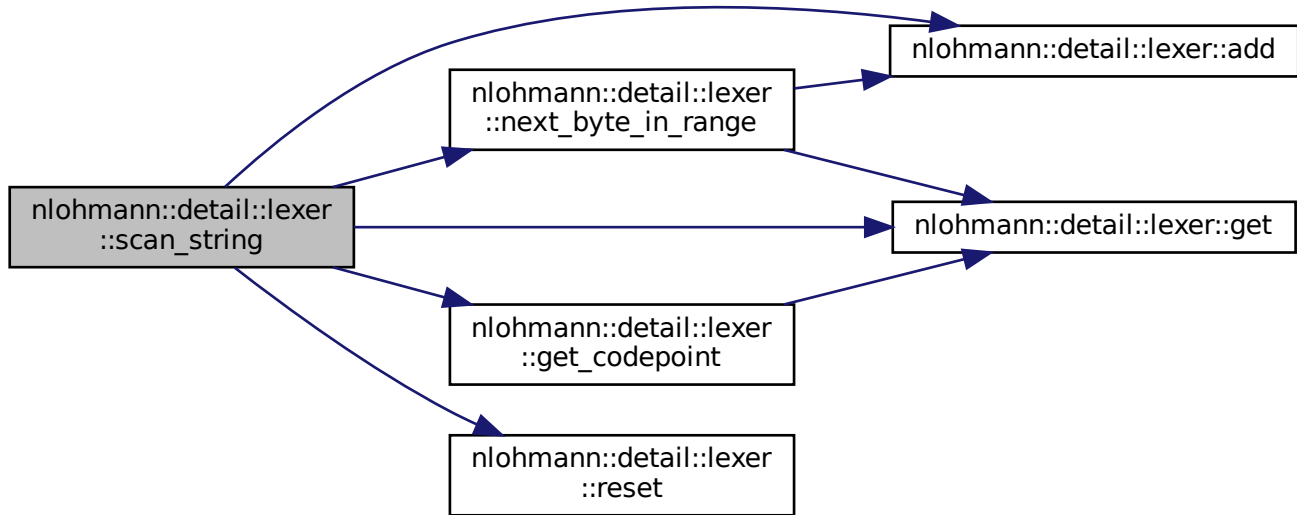 nlohmann::detail::lexer
::scan_string
nlohmann::detail::lexer
::next_byte_in_range
nlohmann::detail::lexer::add
nlohmann::detail::lexer::get
nlohmann::detail::lexer
::get_codepoint
nlohmann::detail::lexer
::reset